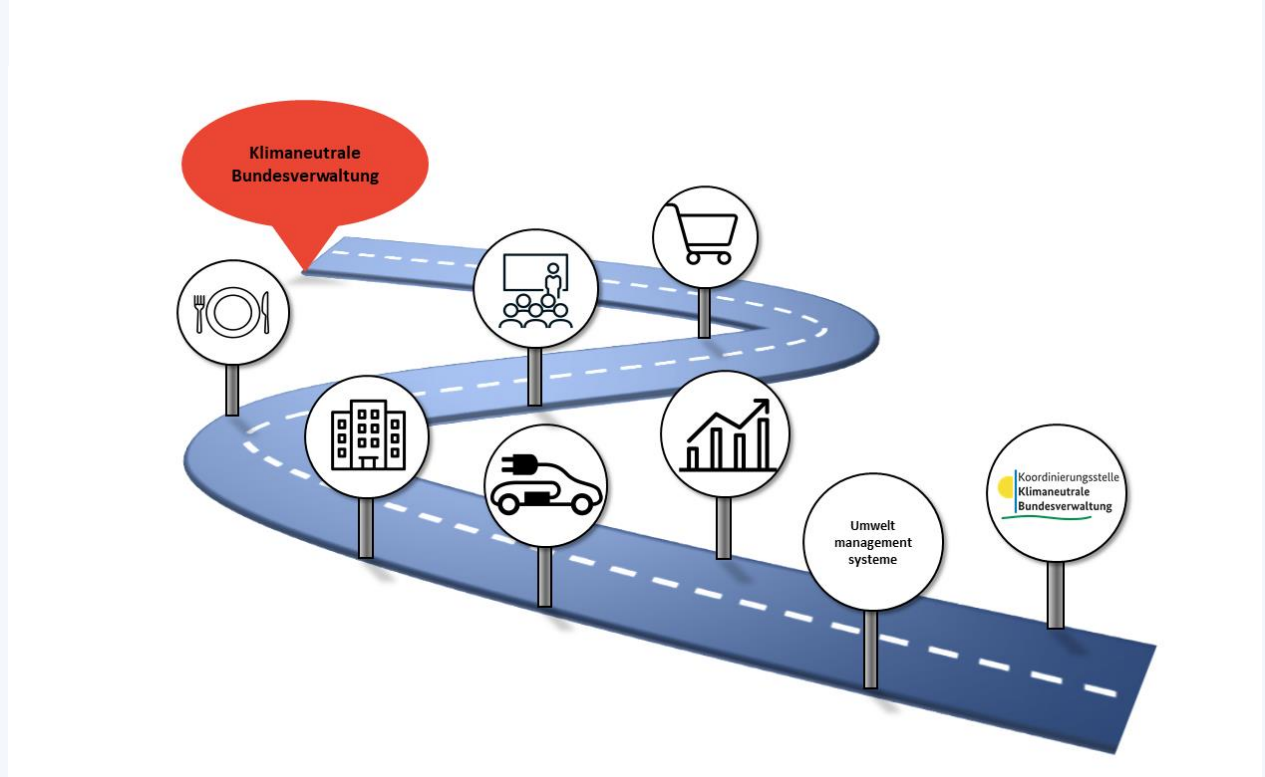 Klimaneutrale
Bundesverwaltung
Umwelt
management
systeme
Koordinierungsstelle
Klimaneutrale
Bundesverwaltung